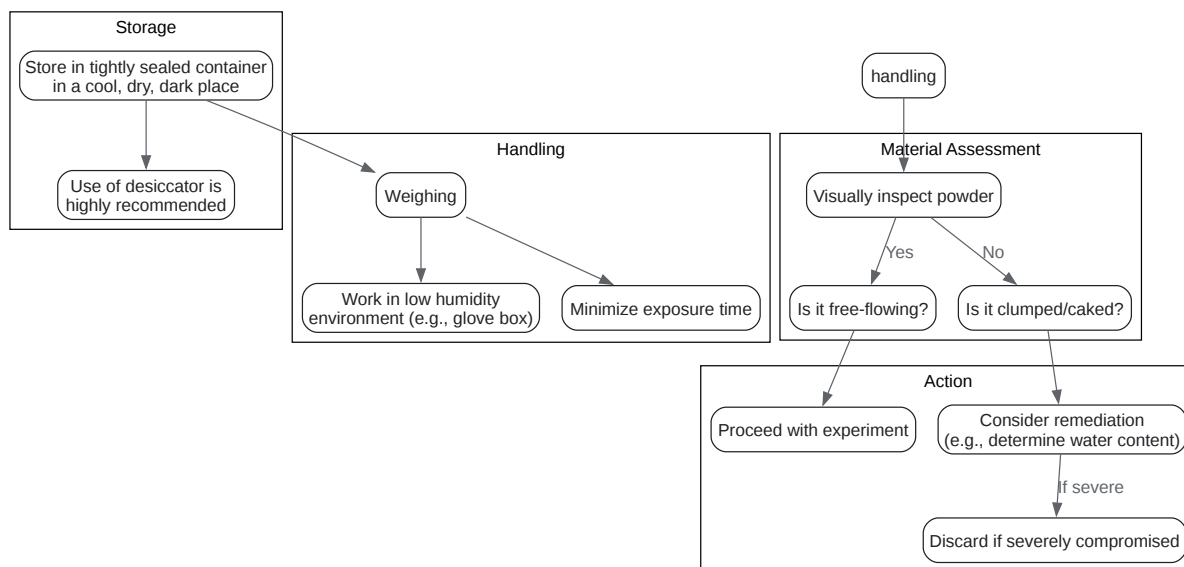 Storage
Store in tightly sealed container
in a cool, dry, dark place
Use of desiccator is
highly recommended
Handling
Weighing
Work in low humidity
environment (e.g., glove box)
Minimize exposure time
handling
Material Assessment
Visually inspect powder
Yes
No
Is it free-flowing?
Is it clumped/caked?
Action
Proceed with experiment
Consider remediation
(e.g., determine water content)
If severe
Discard if severely compromised